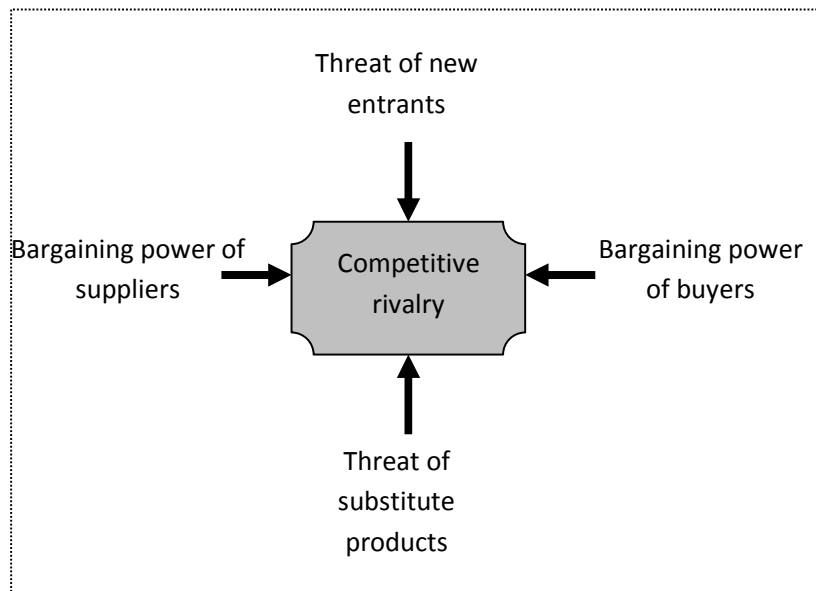 Threat of new
entrants
Bargaining power of
suppliers
Competitive
rivalry
Bargaining power
of buyers
Threat of
substitute
products